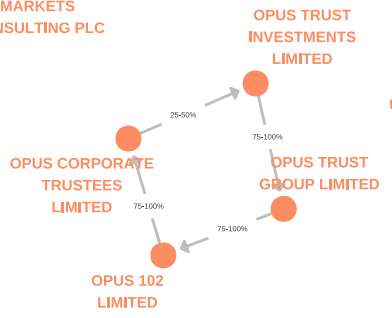 MARKETS
NSULTING PLC
OPUS TRUST
INVESTMENTS
LIMITED
25-50%
75-100%
OPUS CORPORATE
TRUSTEES
LIMITED
OPUS TRUST
GROUP LIMITED
75-100%
75-100%
OPUS 102
LIMITED